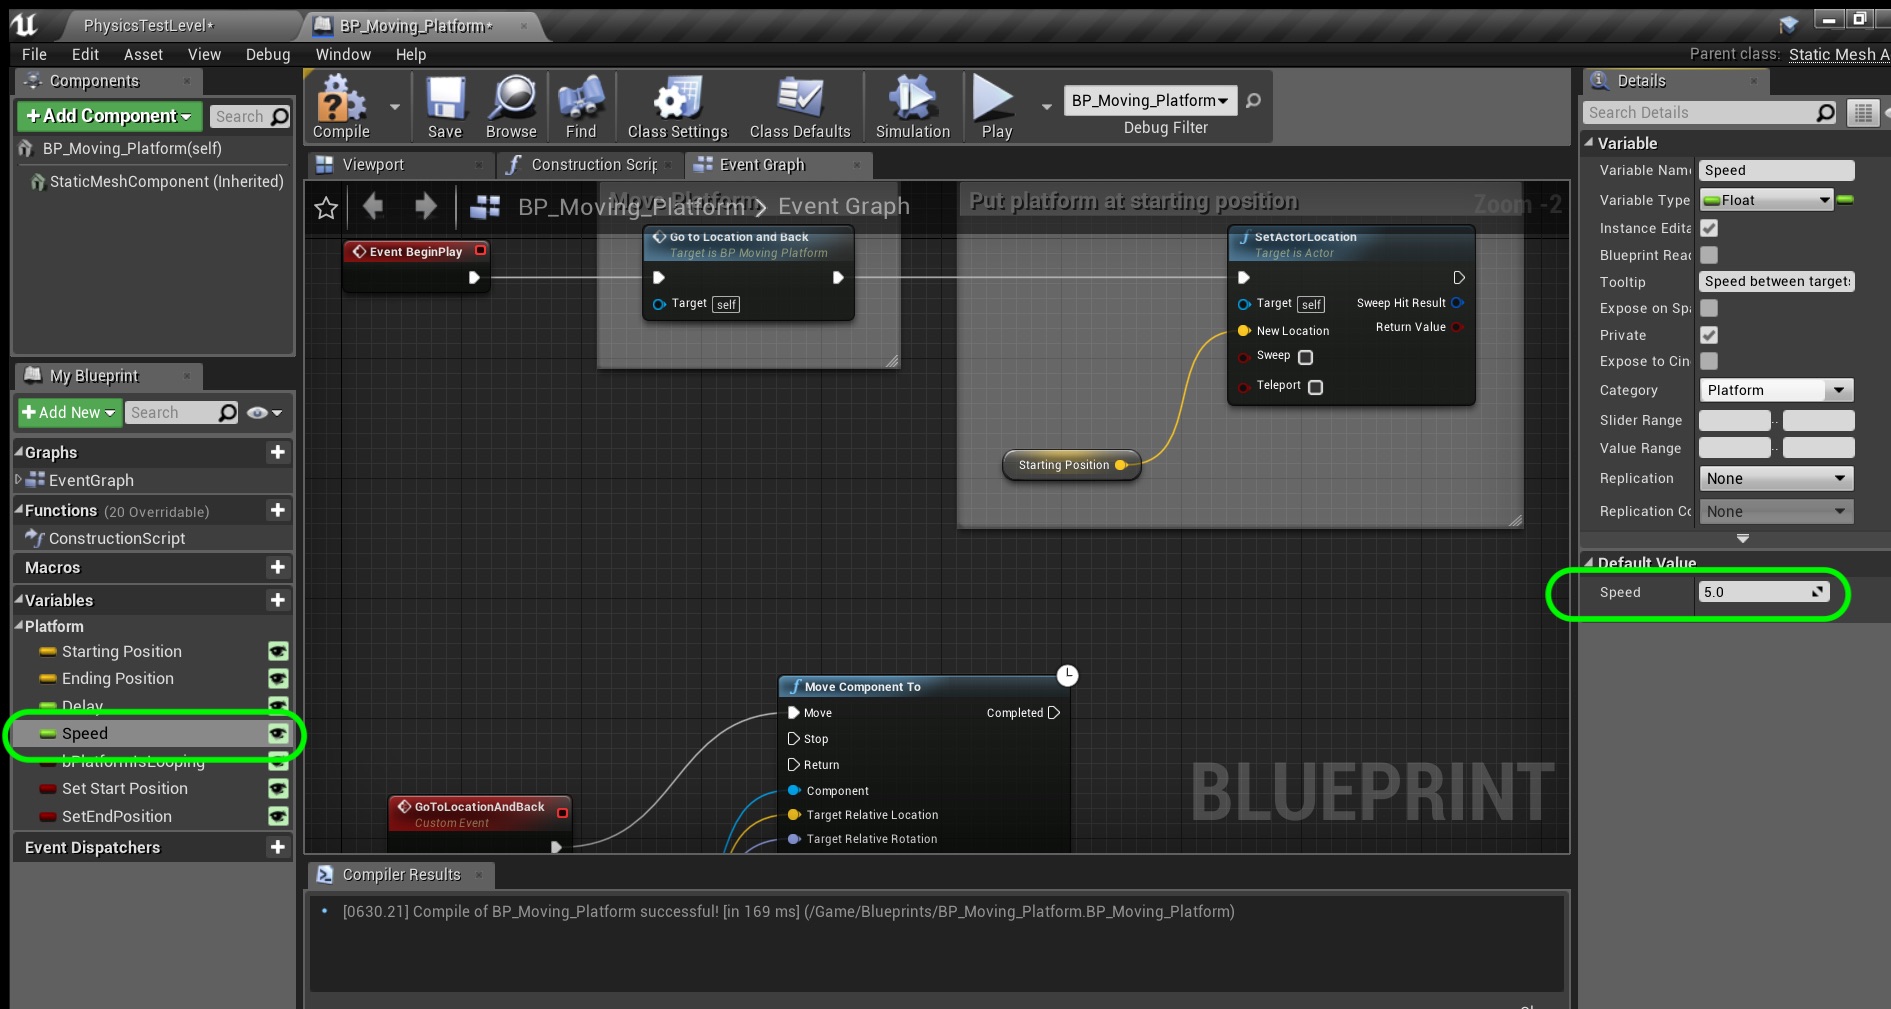 PhysicsTestLevel*
BP_Moving_Platform*
File Edit Asset View Debug Window Help
Parent class: Static Mesh A
Components
+Add Component
Search
BP_Moving_Platform(self)
StaticMeshComponent (Inherited)
Compile
Save
Browse
Find
Class Settings
Class Defaults
Simulation
Play
BP_Moving_Platform
Debug Filter
Viewport
Construction Scrip
Event Graph
BP_Moving_Platform > Event Graph
Move Platform
Put platform at starting position
Zoom -2
Event BeginPlay
Go to Location and Back
Target is BP Moving Platform
Target self
SetActorLocation
Target is Actor
Target self
Sweep Hit Result
New Location
Return Value
Sweep
Teleport
Starting Position
Move Component To
Move
Completed
Stop
Return
Component
Target Relative Location
Target Relative Rotation
GoToLocationAndBack
Custom Event
BLUEPRINT
My Blueprint
+Add New
Search
Graphs
EventGraph
Functions (20 Overridable)
ConstructionScript
Macros
Variables
Platform
Starting Position
Ending Position
Delay
Speed
bPlatformIsLooping
Set Start Position
SetEndPosition
Event Dispatchers
Compiler Results
[0630.21] Compile of BP_Moving_Platform successful! [in 169 ms] (/Game/Blueprints/BP_Moving_Platform.BP_Moving_Platform)
Details
Search Details
Variable
Variable Name Speed
Variable Type Float
Instance Edita
Blueprint Read
Tooltip Speed between targets
Expose on Spa
Private
Expose to Cin
Category Platform
Slider Range ..
Value Range ..
Replication None
Replication Co None
Default Value
Speed 5.0